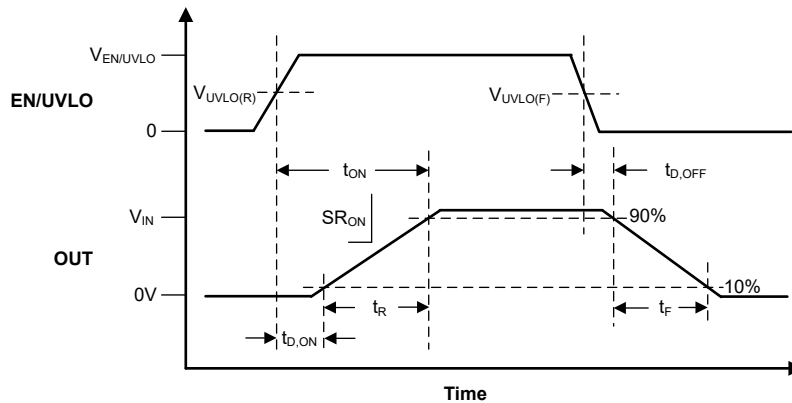 V_EN/UVLO
EN/UVLO
V_UVLO(R)
V_UVLO(F)
0
t_ON
t_D,OFF
V_IN
SR_ON
90%
OUT
0V
10%
t_R
t_F
t_D,ON
Time